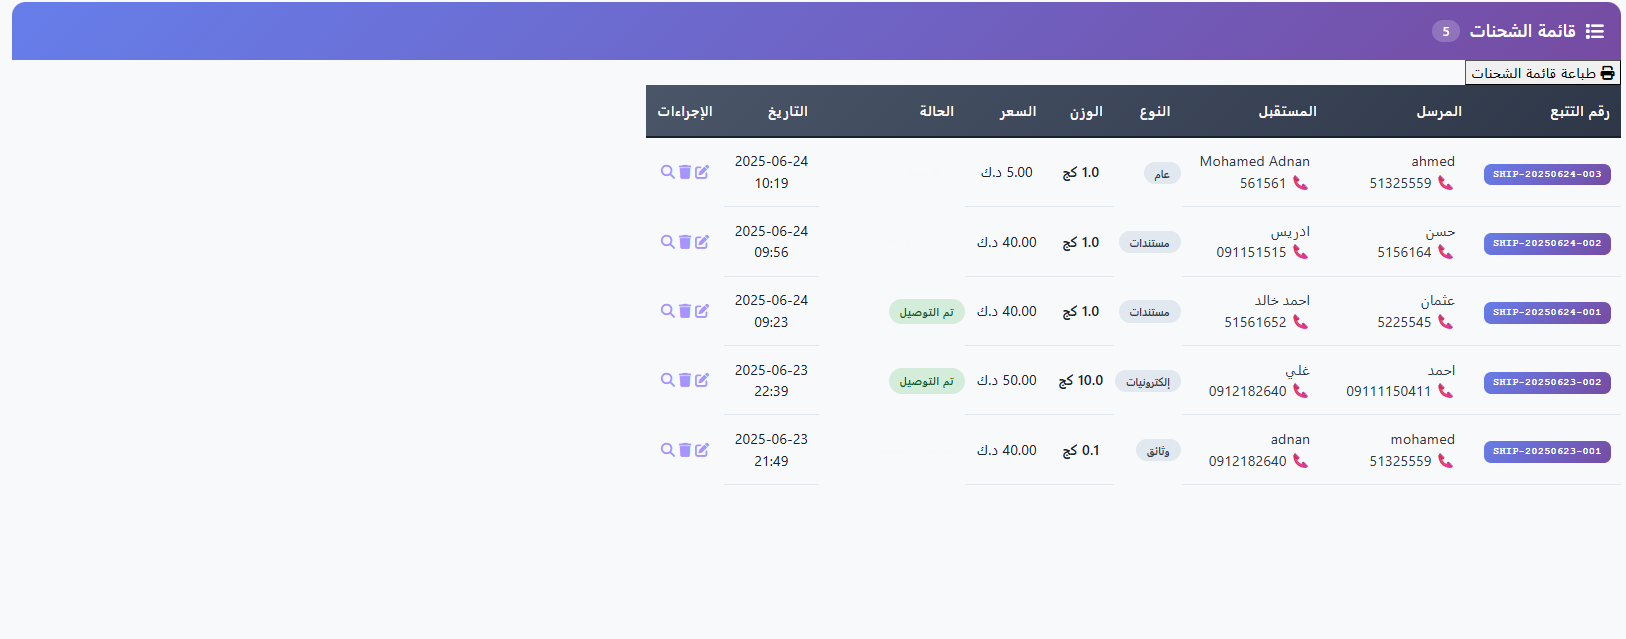 قائمة الشحنات 5
طباعة قائمة الشحنات
رقم التتبع المرسل المستقبل النوع الوزن السعر الحالة التاريخ الإجراءات
SHIP-20250624-003 ahmed Mohamed Adnan عام 1.0 كج 5.00 د.ك 2025-06-24
51325559 561561 10:19
SHIP-20250624-002 حسن ادريس مستندات 1.0 كج 40.00 د.ك 2025-06-24
5156164 091151515 09:56
SHIP-20250624-001 عثمان احمد خالد مستندات 1.0 كج 40.00 د.ك تم التوصيل 2025-06-24
5225545 51561652 09:23
SHIP-20250623-002 احمد غلي إلكترونيات 10.0 كج 50.00 د.ك تم التوصيل 2025-06-23
09111150411 0912182640 22:39
SHIP-20250623-001 mohamed adnan وثائق 0.1 كج 40.00 د.ك 2025-06-23
51325559 0912182640 21:49